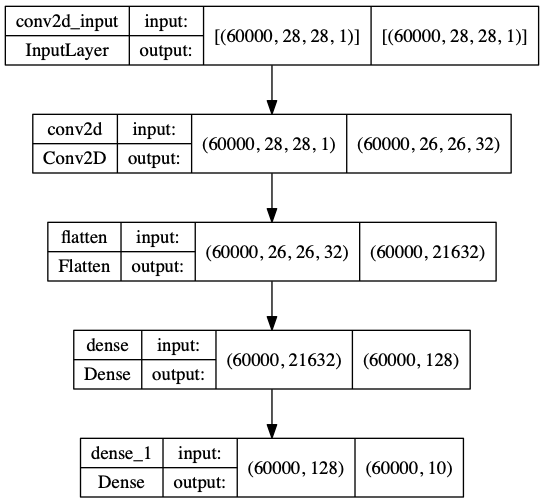 conv2d_input input: [(60000, 28, 28, 1)] [(60000, 28, 28, 1)]
InputLayer output:
conv2d input: (60000, 28, 28, 1) (60000, 26, 26, 32)
Conv2D output:
flatten input: (60000, 26, 26, 32) (60000, 21632)
Flatten output:
dense input: (60000, 21632) (60000, 128)
Dense output:
dense_1 input: (60000, 128) (60000, 10)
Dense output: